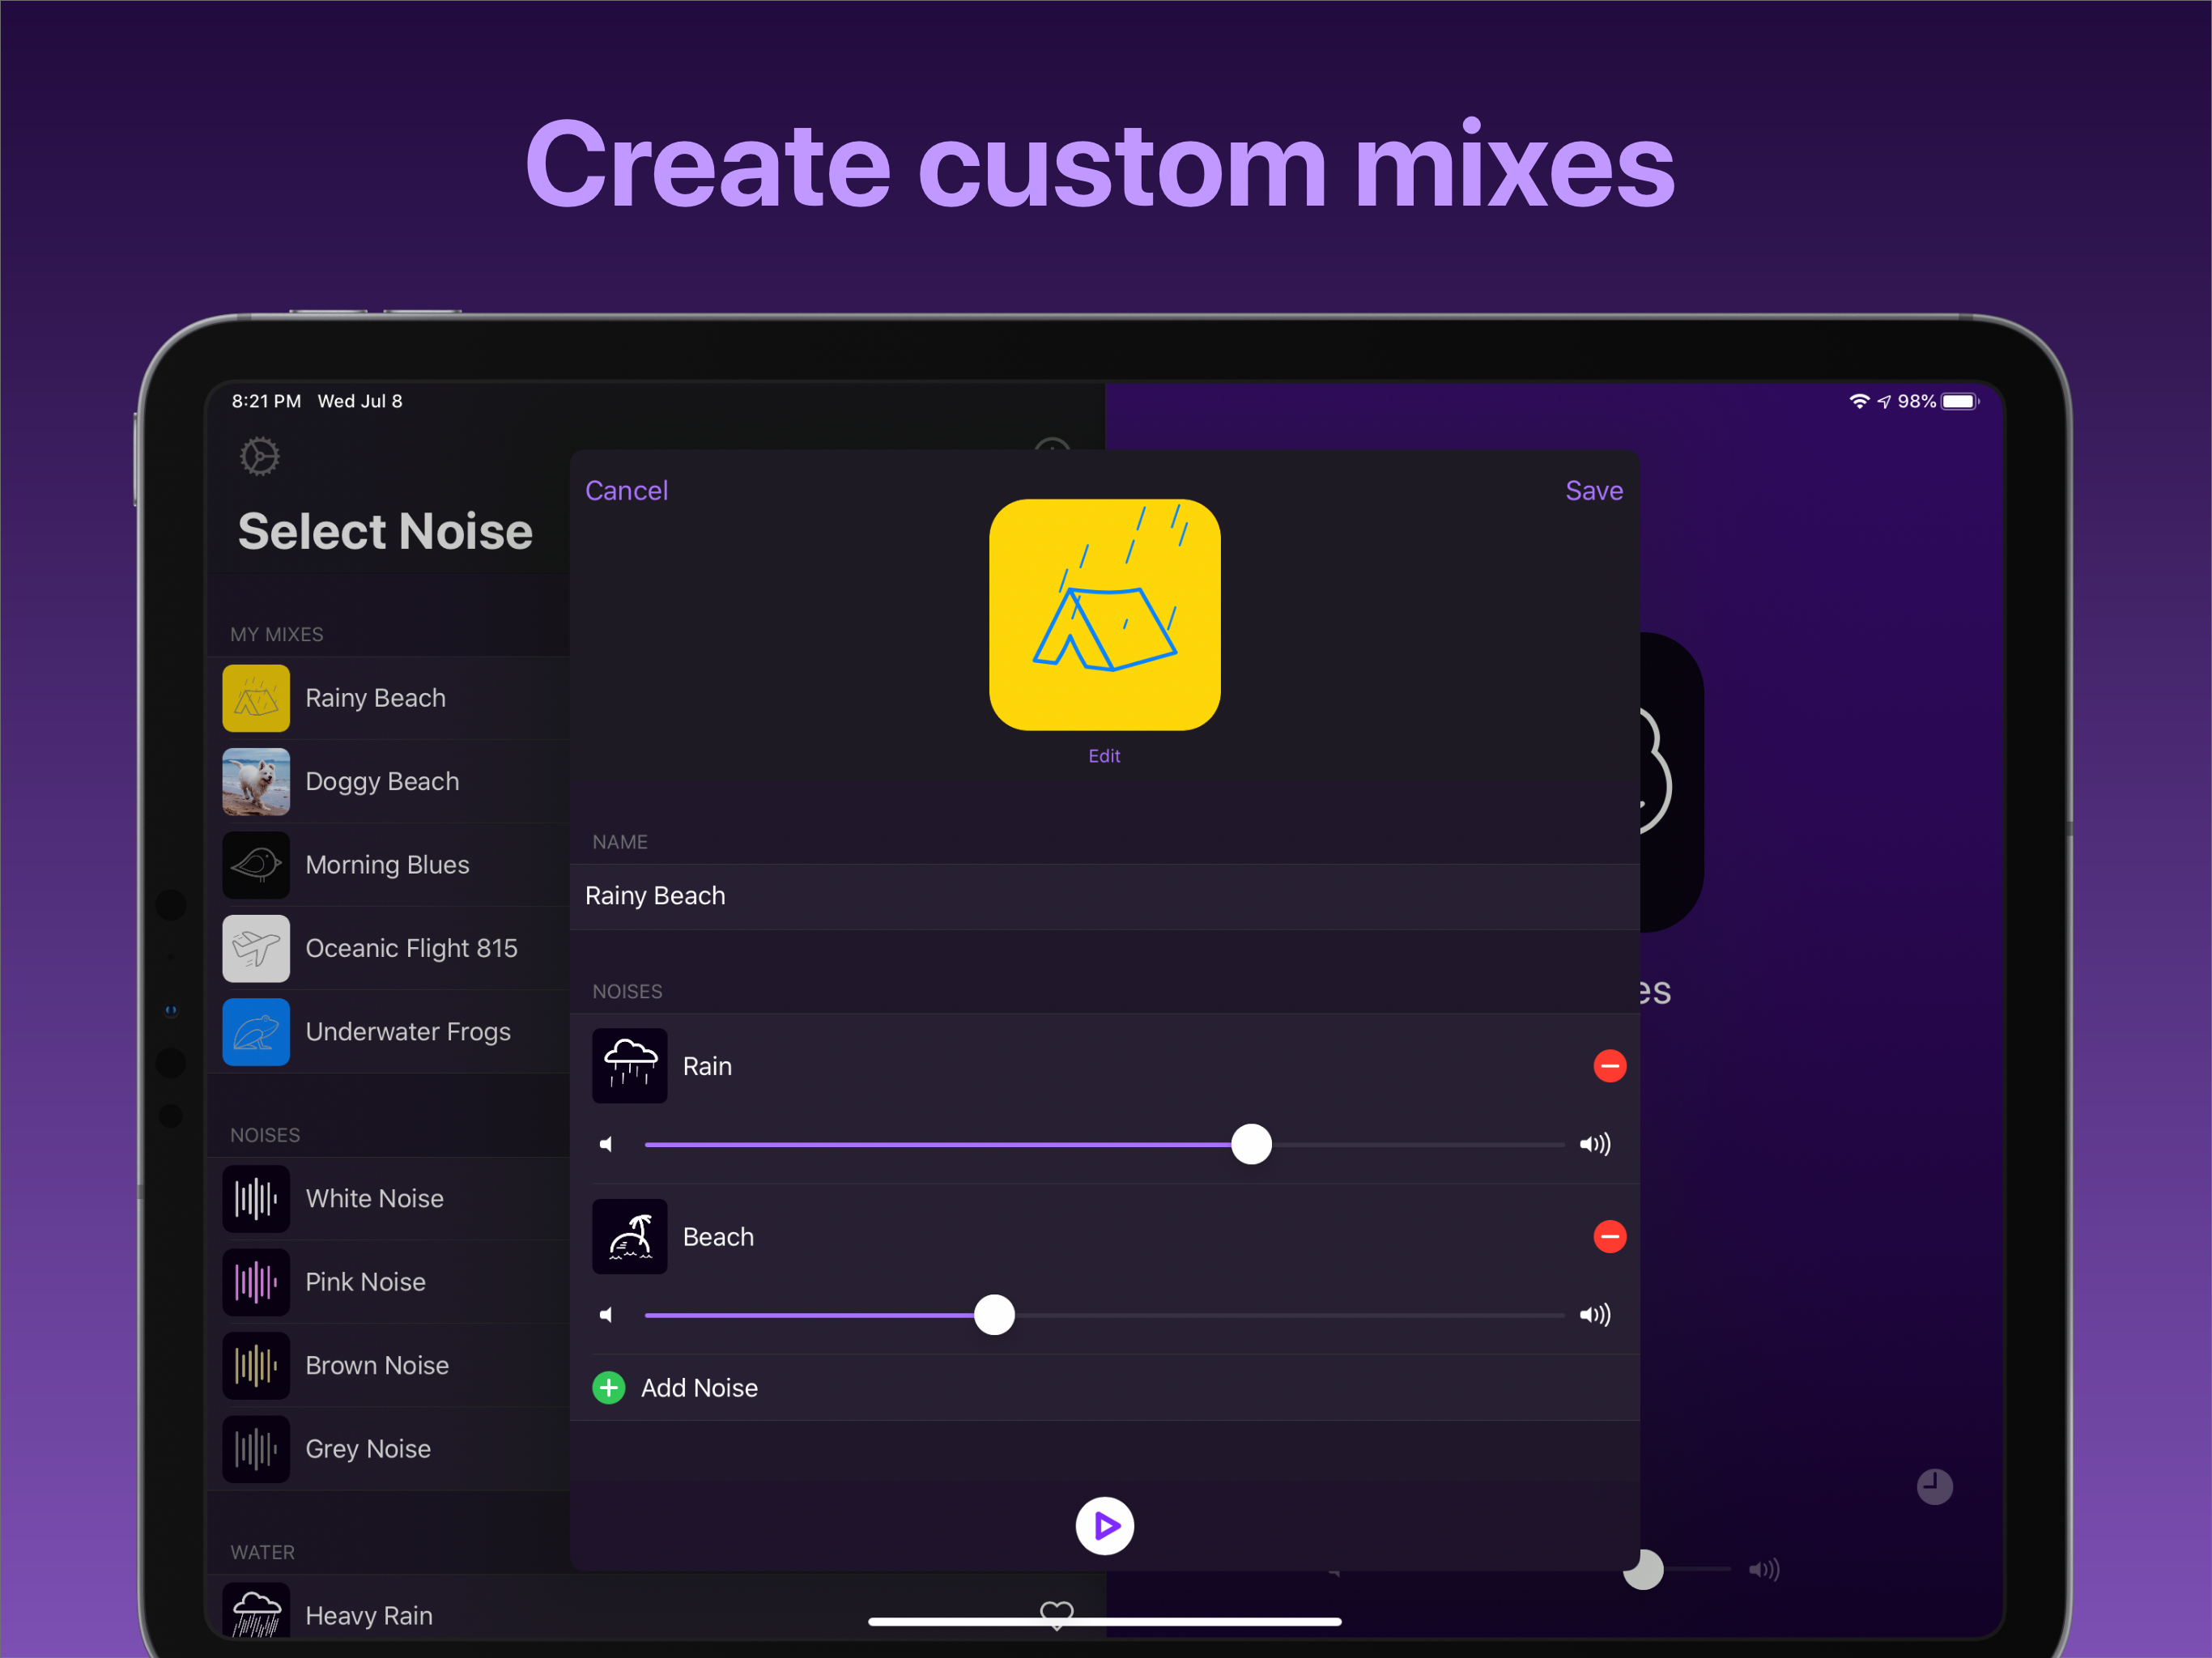 Create custom mixes
8:21 PM Wed Jul 8
98%
Select Noise
MY MIXES
Rainy Beach
Doggy Beach
Morning Blues
Oceanic Flight 815
Underwater Frogs
NOISES
White Noise
Pink Noise
Brown Noise
Grey Noise
WATER
Heavy Rain
Cancel
Save
Edit
NAME
Rainy Beach
NOISES
Rain
Beach
Add Noise